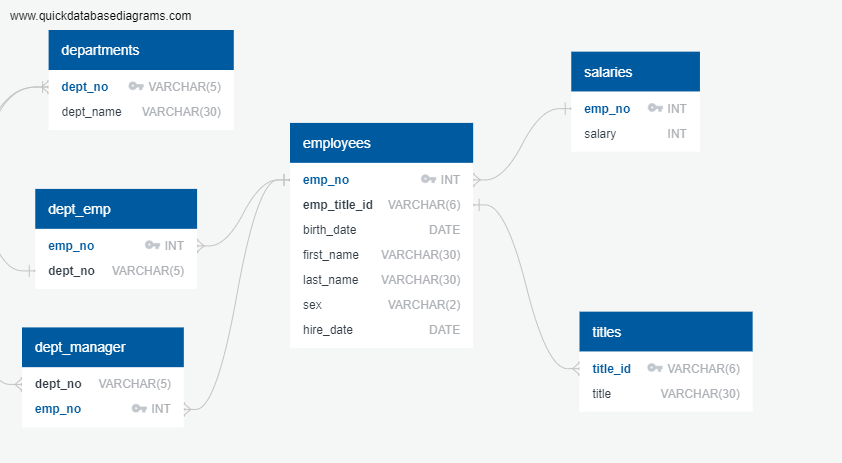 www.quickdatabasediagrams.com
departments
dept_no VARCHAR(5)
dept_name VARCHAR(30)
dept_emp
emp_no INT
dept_no VARCHAR(5)
dept_manager
dept_no VARCHAR(5)
emp_no INT
employees
emp_no INT
emp_title_id VARCHAR(6)
birth_date DATE
first_name VARCHAR(30)
last_name VARCHAR(30)
sex VARCHAR(2)
hire_date DATE
salaries
emp_no INT
salary INT
titles
title_id VARCHAR(6)
title VARCHAR(30)